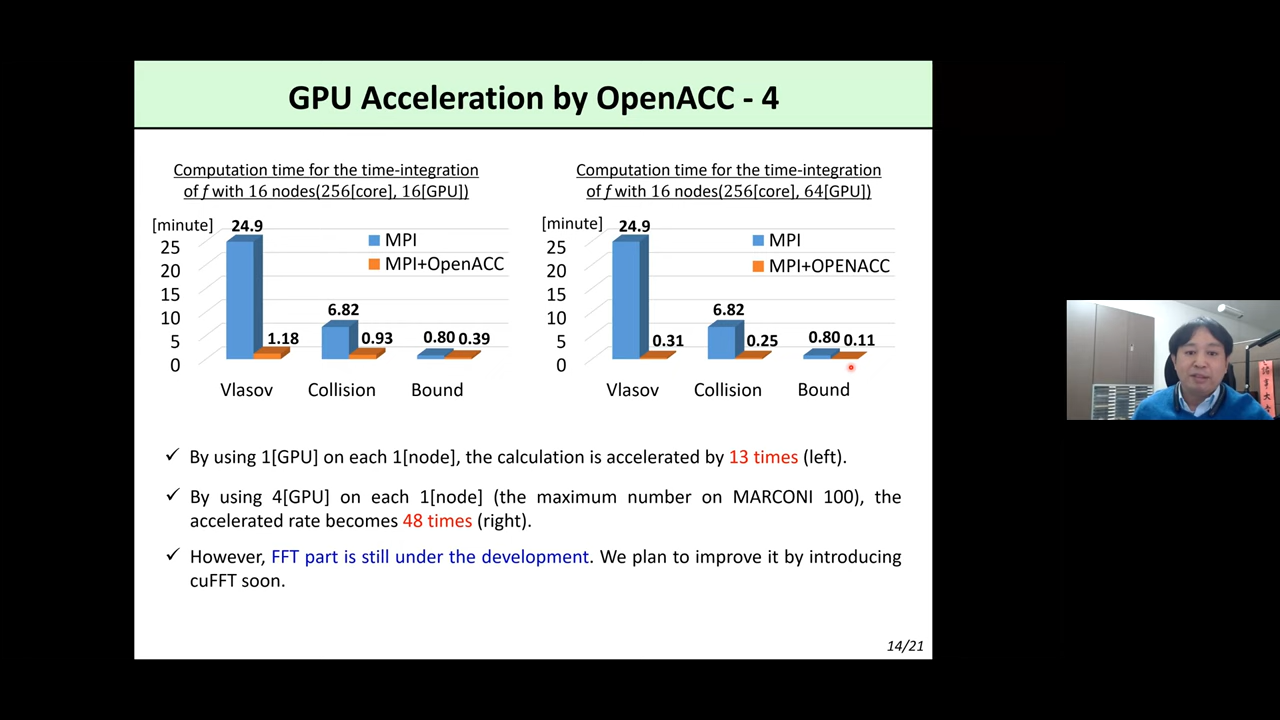 GPU Acceleration by OpenACC - 4
Computation time for the time-integration
of f with 16 nodes(256[core], 16[GPU])
[minute]
24.9
MPI
MPI+OpenACC
25
20
15
10
5
0
6.82
1.18
0.93
0.80
0.39
Vlasov
Collision
Bound
Computation time for the time-integration
of f with 16 nodes(256[core], 64[GPU])
[minute]
24.9
MPI
MPI+OPENACC
25
20
15
10
5
0
6.82
0.31
0.25
0.80
0.11
Vlasov
Collision
Bound
✓ By using 1[GPU] on each 1[node], the calculation is accelerated by 13 times (left).
✓ By using 4[GPU] on each 1[node] (the maximum number on MARCONI 100), the
accelerated rate becomes 48 times (right).
✓ However, FFT part is still under the development. We plan to improve it by introducing
cuFFT soon.
14/21